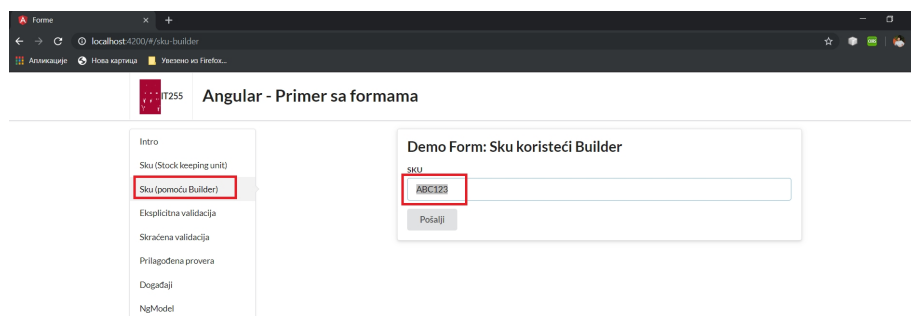 Forme
localhost:4200/#/sku-builder
Апликације Нова картица Увезено из Firefox...
IT255 Angular - Primer sa formama
Intro
Sku (Stock keeping unit)
Sku (pomoću Builder)
Eksplicitna validacija
Skraćena validacija
Prilagođena provera
Događaji
NgModel
Demo Form: Sku koristeći Builder
SKU
ABC123
Pošalji